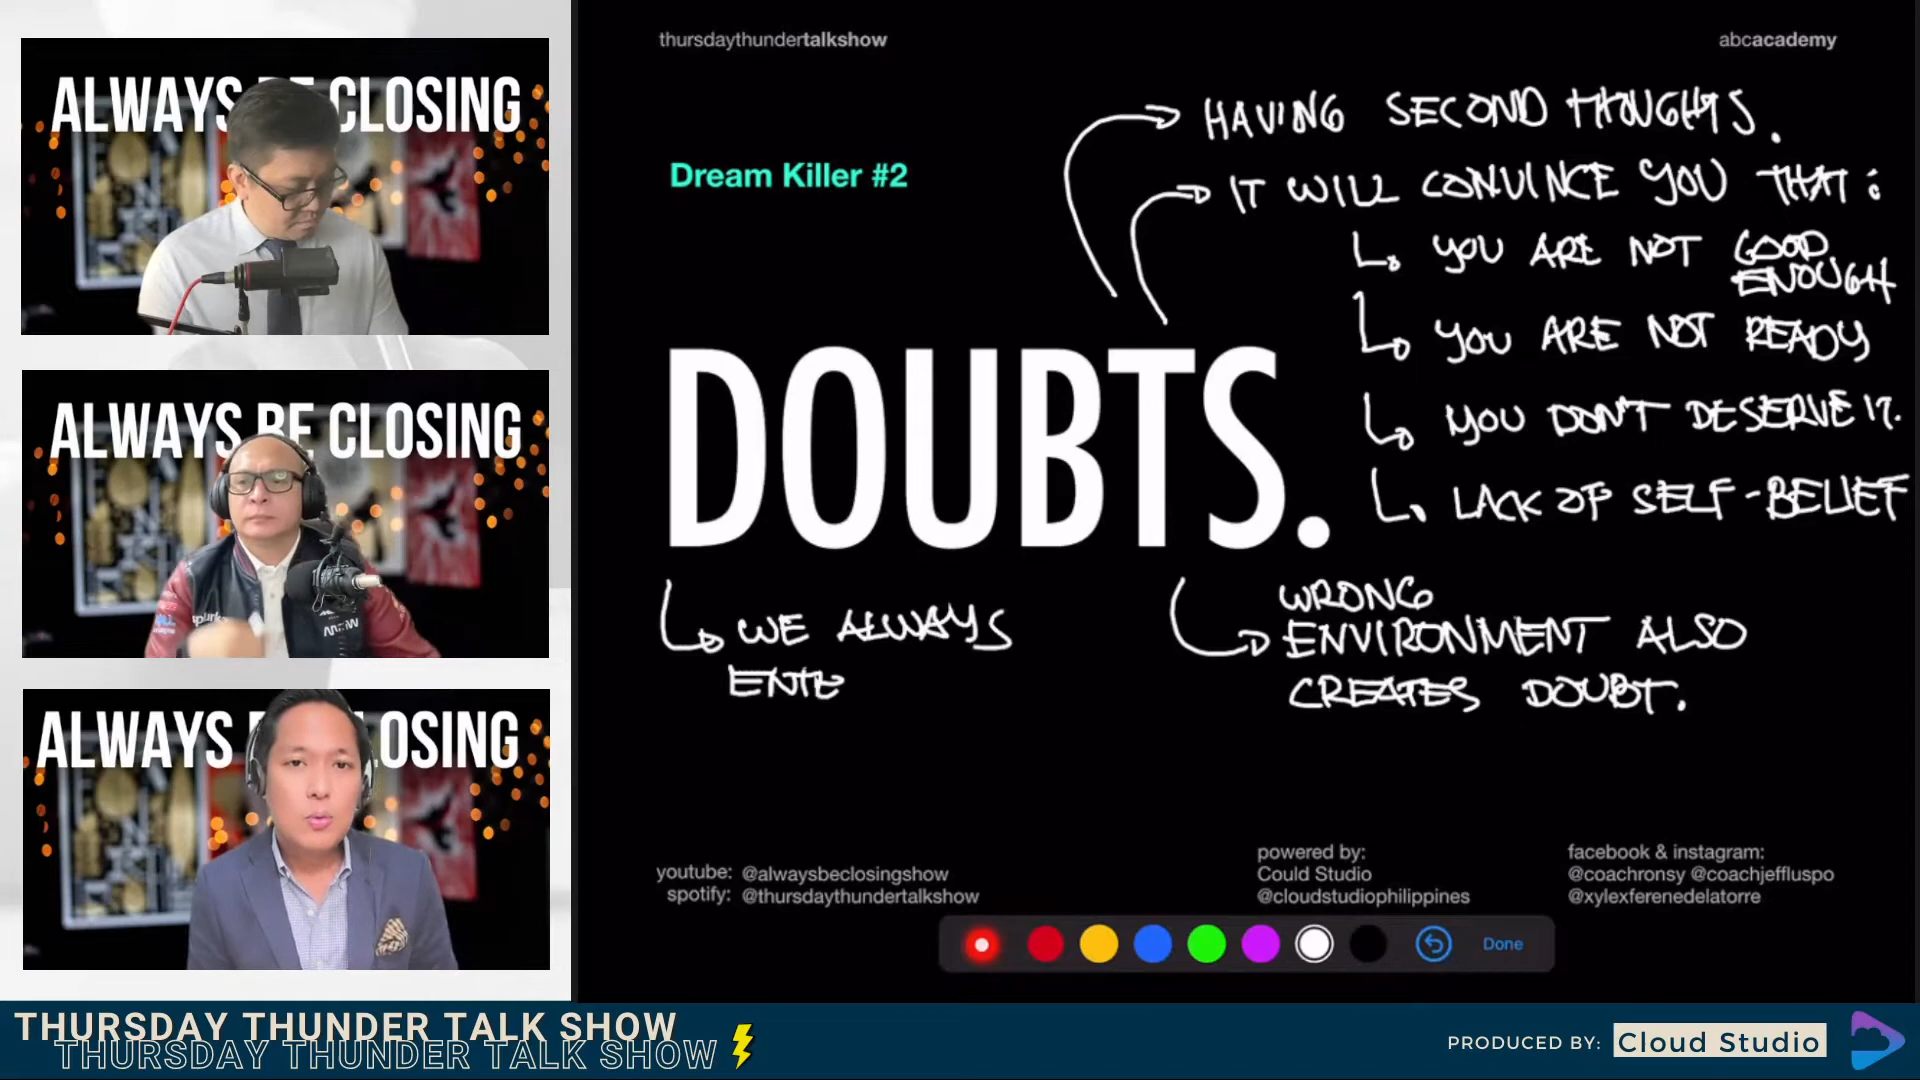 ALWAYS BE CLOSING
ALWAYS BE CLOSING
ALWAYS B LOSING
thursdaythundertalkshow
abcacademy
Dream Killer #2
HAVING SECOND THOUGHTS.
IT WILL CONVINCE YOU THAT:
YOU ARE NOT GOOD
ENOUGH
YOU ARE NOT READY
YOU DON'T DESERVE IT.
LACK OF SELF-BELIEF
DOUBTS.
WE ALWAYS
ENTE
WRONG
ENVIRONMENT ALSO
CREATES DOUBT.
youtube: @alwaysbeclosingshow
spotify: @thursdaythundertalkshow
powered by:
Could Studio
@cloudstudiophilippines
facebook & instagram:
@coachronsy @coachjeffluspo
@xylexferenedelatorre
Done
THURSDAY THUNDER TALK SHOW
THURSDAY THUNDER TALK SHOW
PRODUCED BY: Cloud Studio